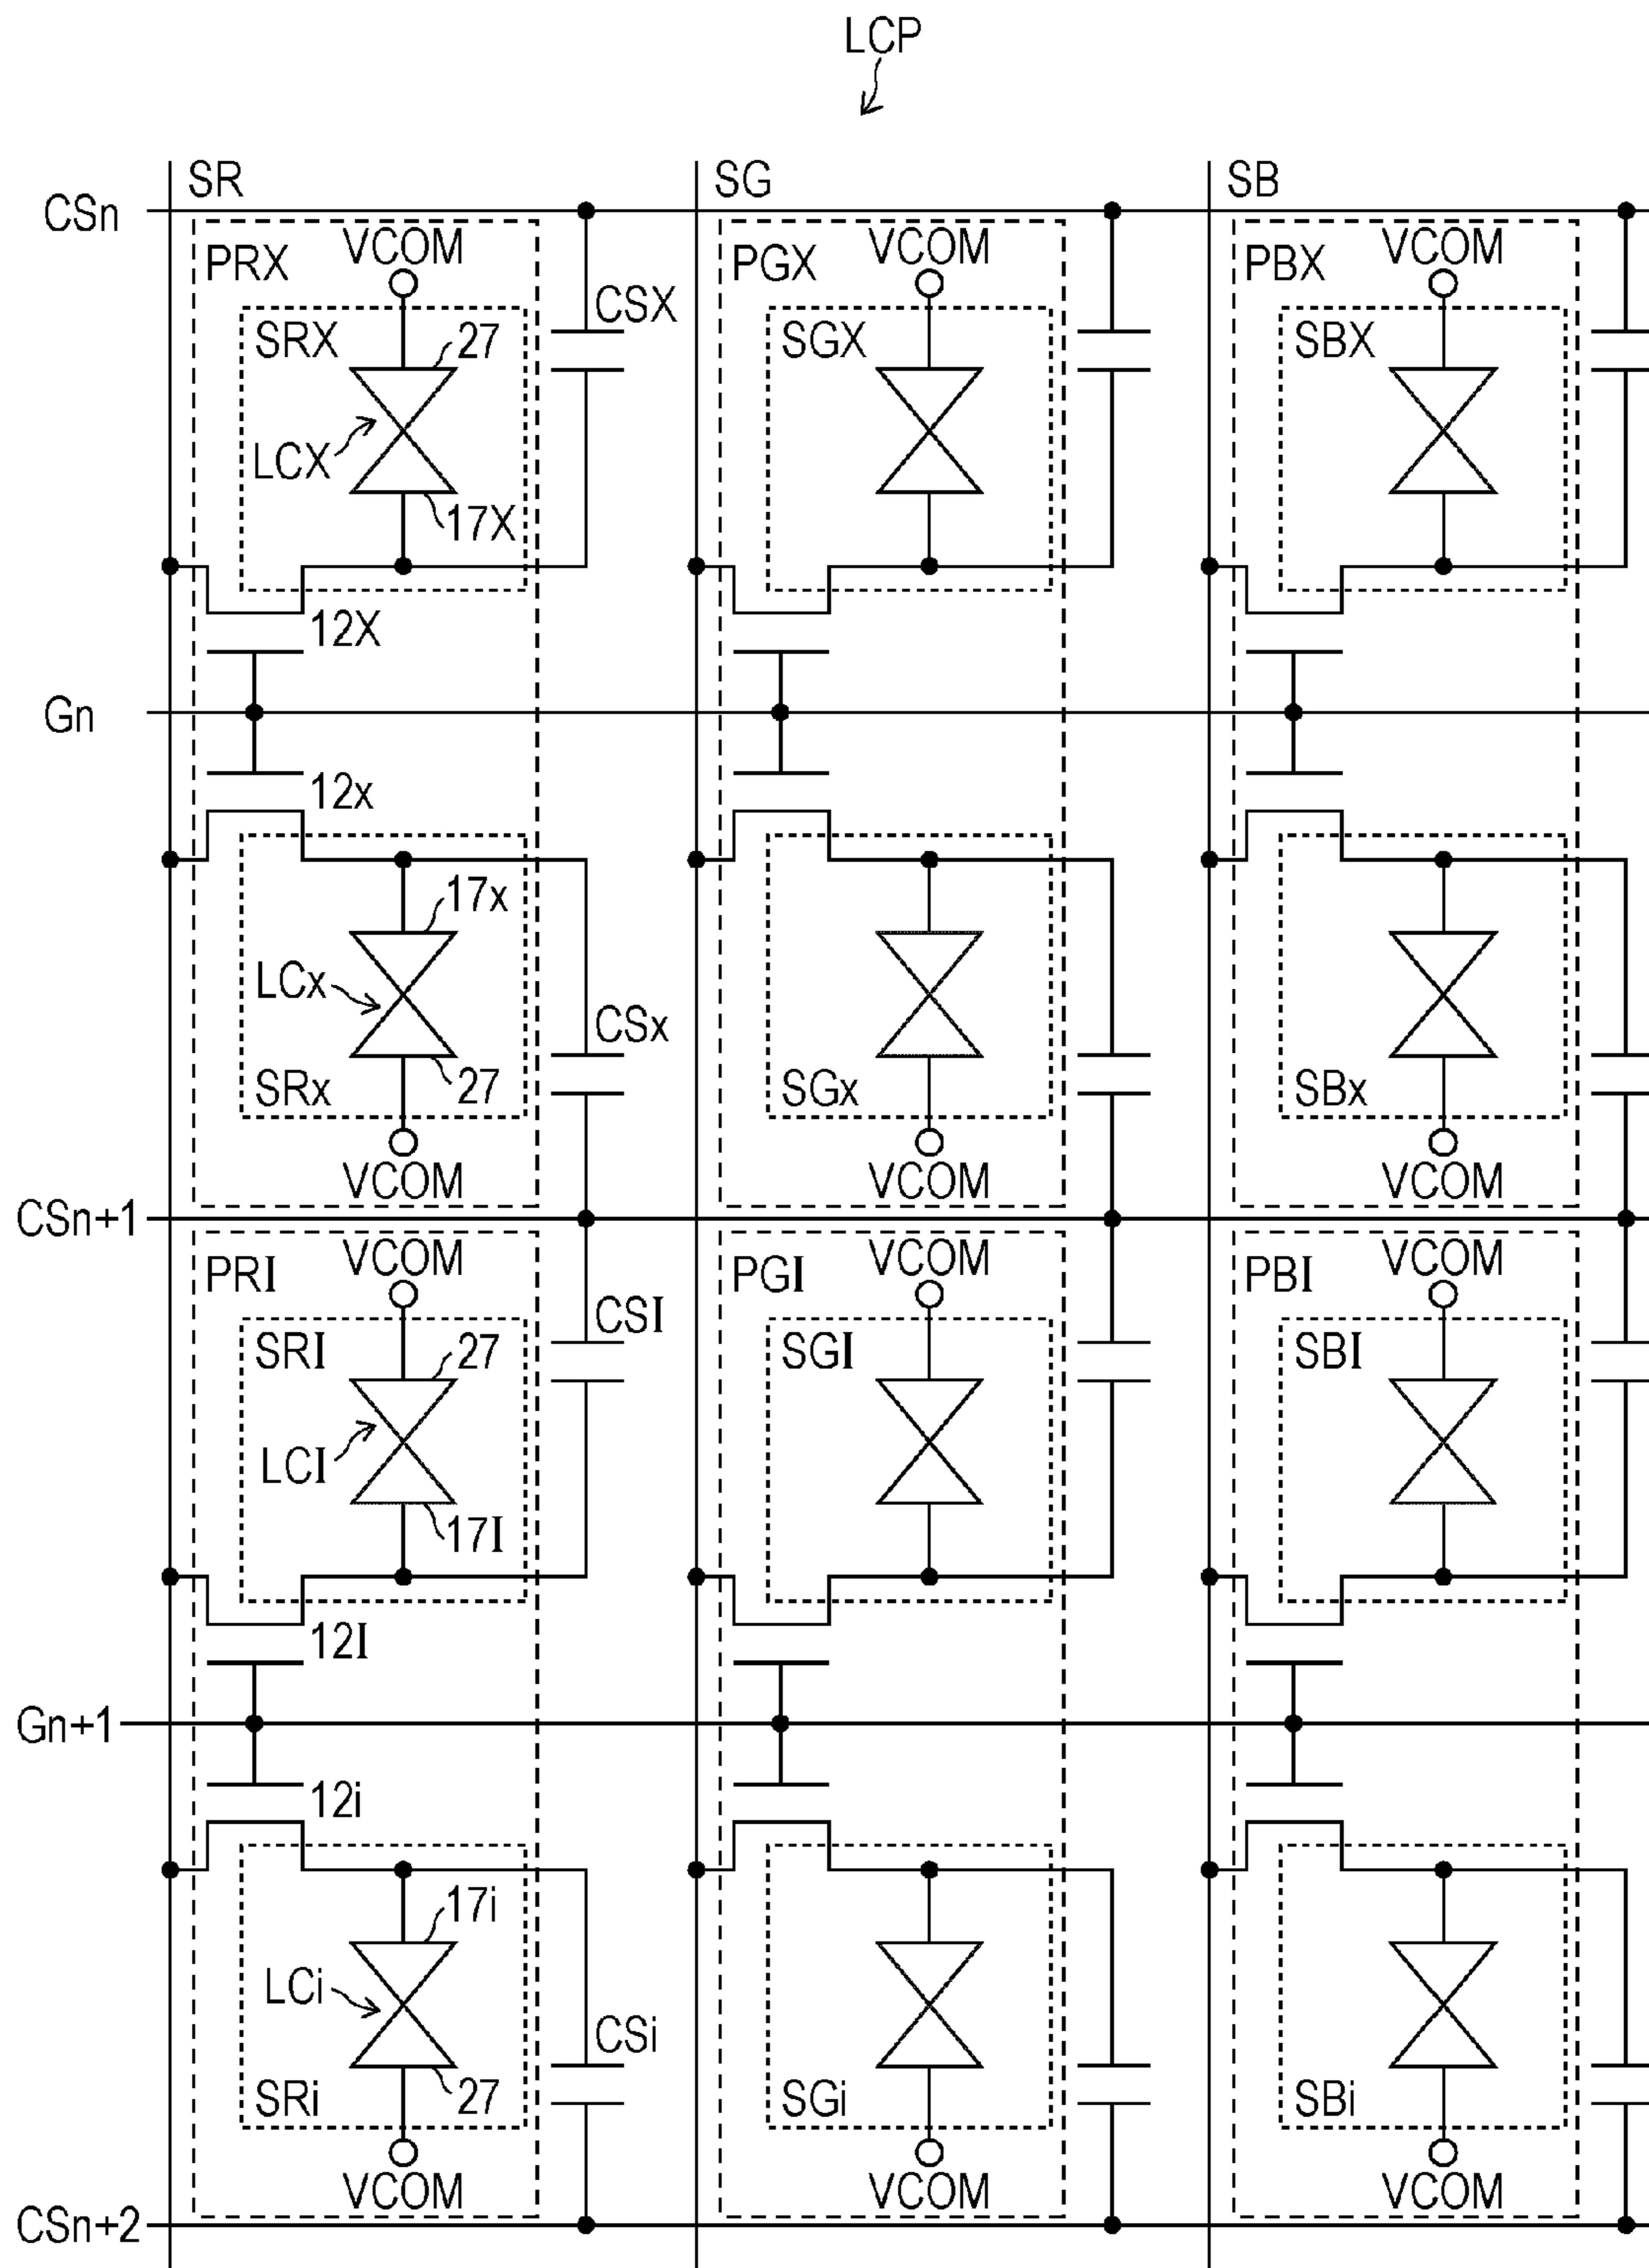 LCP
SR SG SB
CSn
VCOM VCOM VCOM
PRX PGX PBX
CSX
SRX 27 SGX SBX
LCX
17X
12X
Gn
12x
17x
LCx
CSx
SRx 27 SGx SBx
VCOM VCOM VCOM
CSn+1
VCOM VCOM VCOM
PRI PGI PBI
CSI
SRI 27 SGI SBI
LCI
17I
12I
Gn+1
12i
17i
LCi
CSi
SRi 27 SGi SBi
VCOM VCOM VCOM
CSn+2